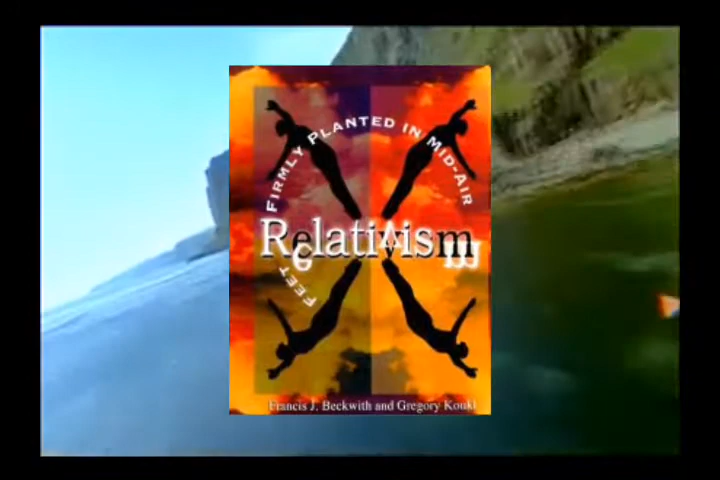 FEET FIRMLY PLANTED IN MID-AIR
Relativism
Francis J. Beckwith and Gregory Koukl